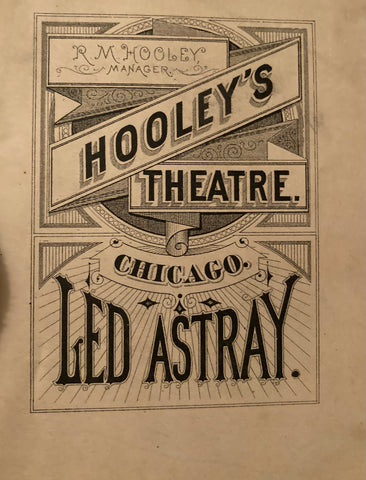 R. M. HOOLEY,
MANAGER.
HOOLEY'S
THEATRE.
CHICAGO.
LED ASTRAY.